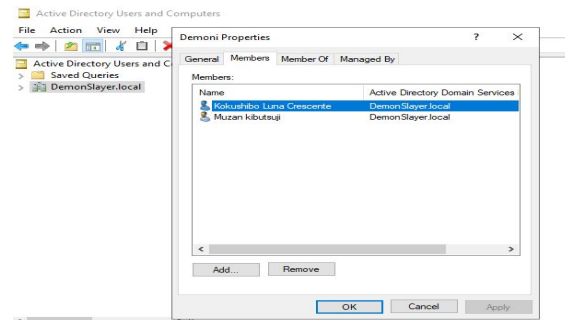 Active Directory Users and Computers
File Action View Help
Active Directory Users and C
Saved Queries
DemonSlayer.local
Demoni Properties ? ×
General Members Member Of Managed By
Members:
Name Active Directory Domain Services
Kokushibo Luna Crescente DemonSlayer.local
Muzan kibutsuji DemonSlayer.local
Add... Remove
OK Cancel Apply